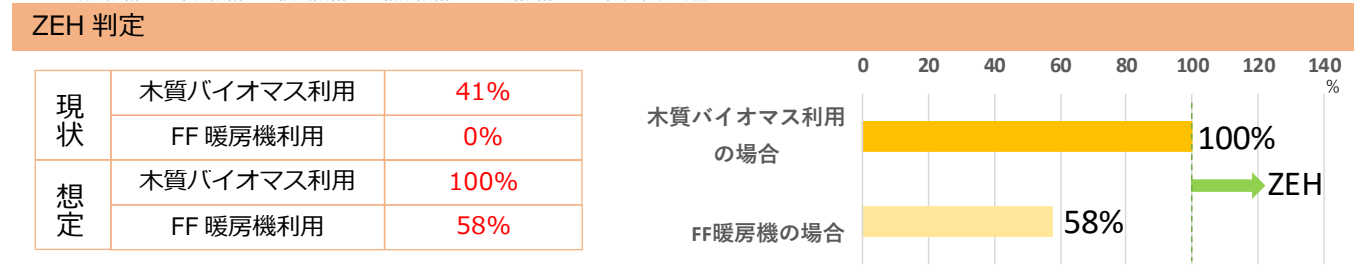 ZEH 判定
現状
木質バイオマス利用 41%
FF 暖房機利用 0%
想定
木質バイオマス利用 100%
FF 暖房機利用 58%
0 20 40 60 80 100 120 140
%
木質バイオマス利用
の場合
100%
ZEH
FF暖房機の場合
58%